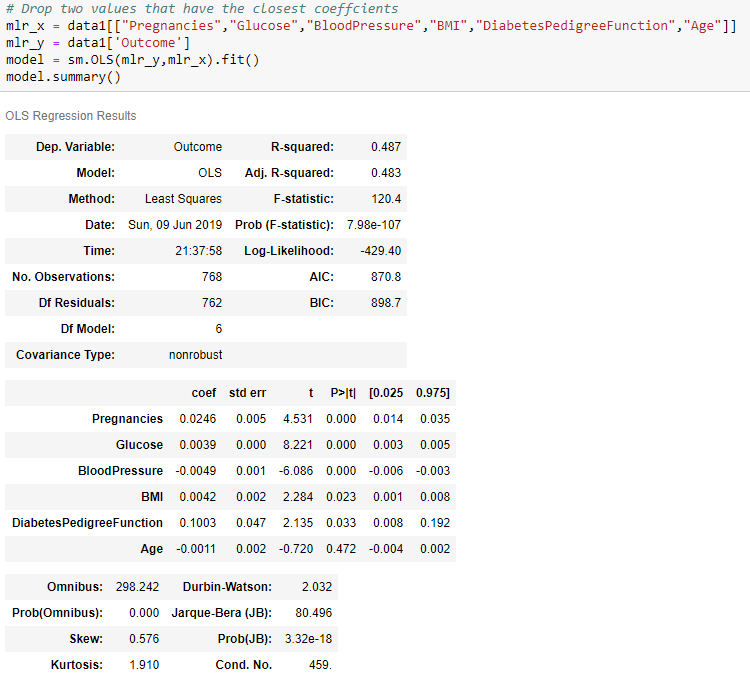 # Drop two values that have the closest coeffcients
mlr_x = data1[["Pregnancies","Glucose","BloodPressure","BMI","DiabetesPedigreeFunction","Age"]]
mlr_y = data1['Outcome']
model = sm.OLS(mlr_y,mlr_x).fit()
model.summary()
OLS Regression Results
Dep. Variable: Outcome R-squared: 0.487
Model: OLS Adj. R-squared: 0.483
Method: Least Squares F-statistic: 120.4
Date: Sun, 09 Jun 2019 Prob (F-statistic): 7.98e-107
Time: 21:37:58 Log-Likelihood: -429.40
No. Observations: 768 AIC: 870.8
Df Residuals: 762 BIC: 898.7
Df Model: 6
Covariance Type: nonrobust
coef std err t P>|t| [0.025 0.975]
Pregnancies 0.0246 0.005 4.531 0.000 0.014 0.035
Glucose 0.0039 0.000 8.221 0.000 0.003 0.005
BloodPressure -0.0049 0.001 -6.086 0.000 -0.006 -0.003
BMI 0.0042 0.002 2.284 0.023 0.001 0.008
DiabetesPedigreeFunction 0.1003 0.047 2.135 0.033 0.008 0.192
Age -0.0011 0.002 -0.720 0.472 -0.004 0.002
Omnibus: 298.242 Durbin-Watson: 2.032
Prob(Omnibus): 0.000 Jarque-Bera (JB): 80.496
Skew: 0.576 Prob(JB): 3.32e-18
Kurtosis: 1.910 Cond. No. 459.